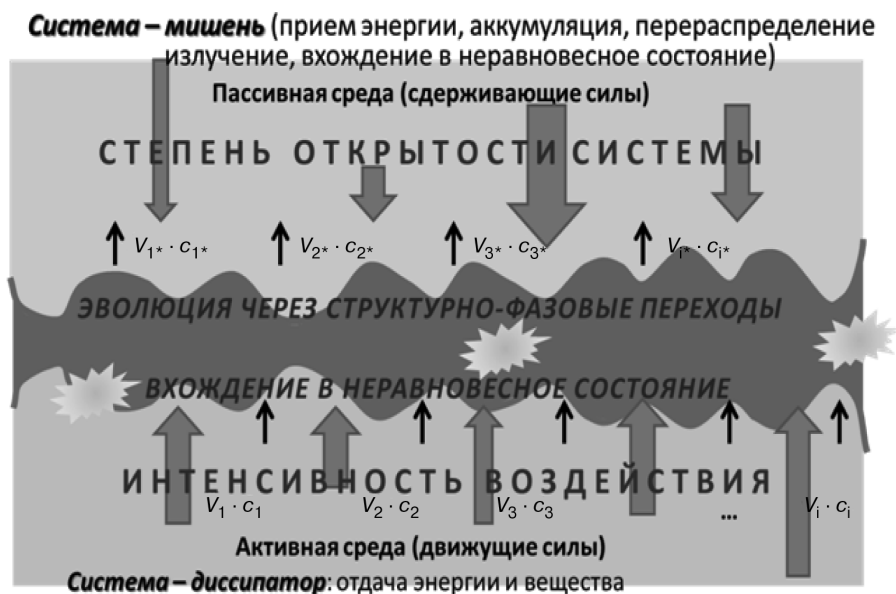 Система – мишень (прием энергии, аккумуляция, перераспределение
излучение, вхождение в неравновесное состояние)
Пассивная среда (сдерживающие силы)
СТЕПЕНЬ ОТКРЫТОСТИ СИСТЕМЫ
V1* · c1* V2* · c2* V3* · c3* Vi* · ci*
ЭВОЛЮЦИЯ ЧЕРЕЗ СТРУКТУРНО-ФАЗОВЫЕ ПЕРЕХОДЫ
ВХОЖДЕНИЕ В НЕРАВНОВЕСНОЕ СОСТОЯНИЕ
ИНТЕНСИВНОСТЬ ВОЗДЕЙСТВИЯ
V1 · c1 V2 · c2 V3 · c3 ... Vi · ci
Активная среда (движущие силы)
Система – диссипатор: отдача энергии и вещества